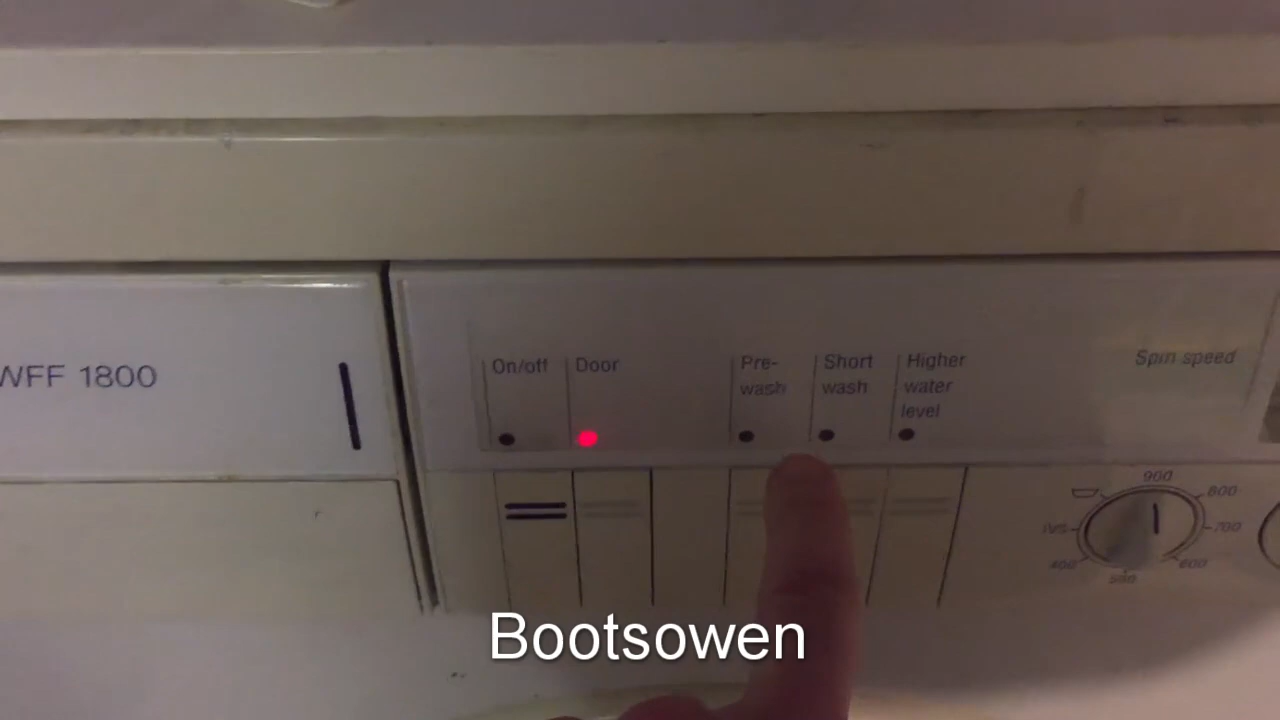 WFF 1800
On/off
Door
Pre-
wash
Short
wash
Higher
water
level
Spin speed
900
800
700
600
500
400
Bootsowen